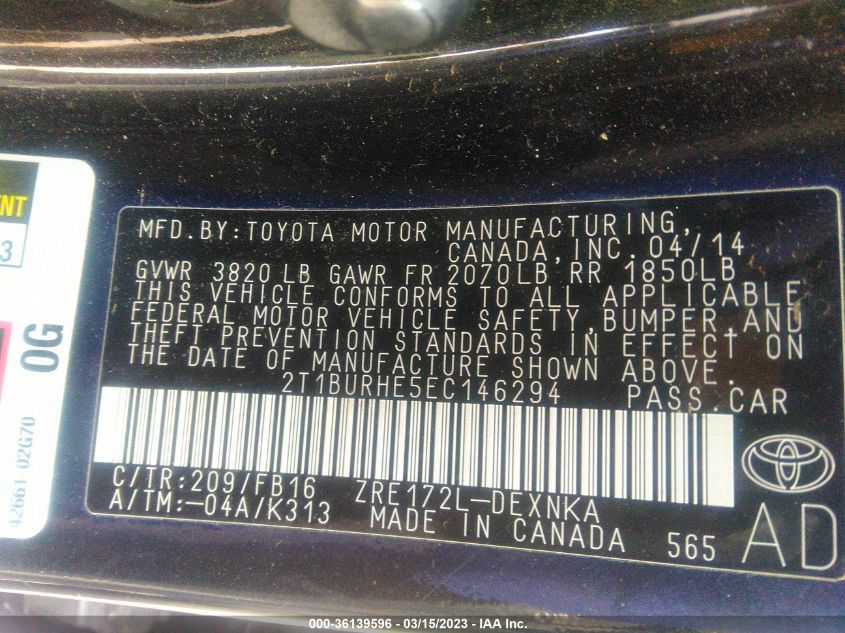 MFD.BY:TOYOTA MOTOR MANUFACTURING,
CANADA,INC.04/14
GVWR 3820LB GAWR FR 2070LB RR 1850LB
THIS VEHICLE CONFORMS TO ALL APPLICABLE
FEDERAL MOTOR VEHICLE SAFETY,BUMPER,AND
THEFT PREVENTION STANDARDS IN EFFECT ON
THE DATE OF MANUFACTURE SHOWN ABOVE.
2T1BURHE5EC146294 PASS.CAR
C/TR:209/FB16 ZRE172L-DEXNKA
A/TM:-04A/K313 MADE IN CANADA 565
AD
0G
42661 02G70
3
000-36139596 - 03/15/2023 - IAA Inc.